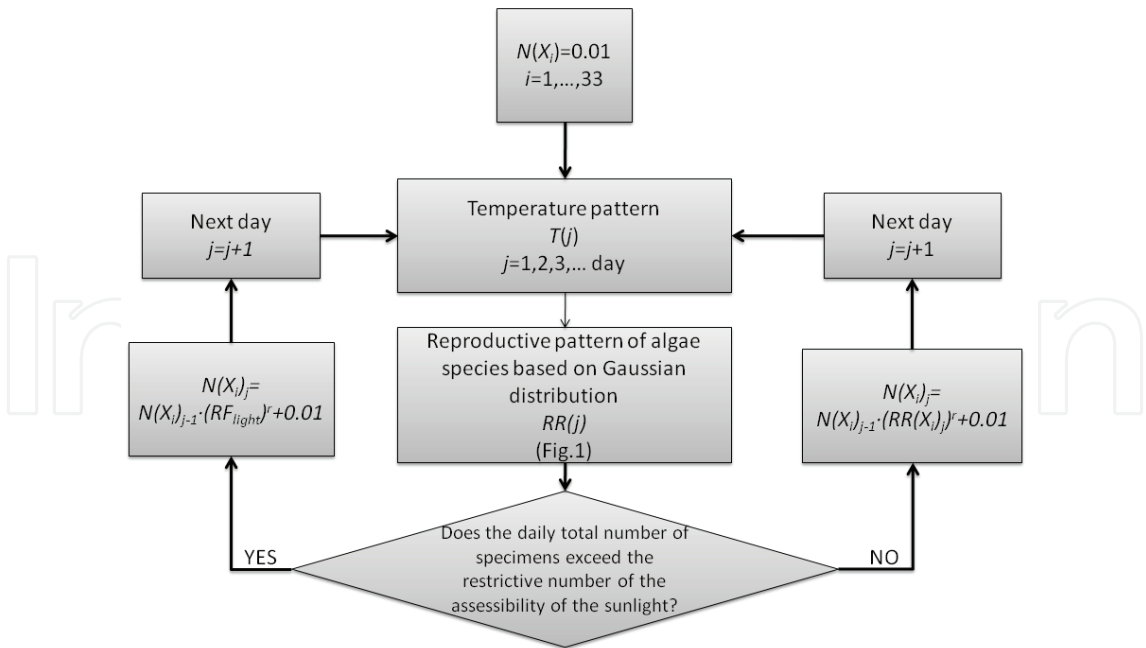 N(Xi)=0.01
i=1,...,33
Temperature pattern
T(j)
j=1,2,3,... day
Next day
j=j+1
Next day
j=j+1
Reproductive pattern of algae
species based on Gaussian
distribution
RR(j)
(Fig.1)
N(Xi)j=
N(Xi)j-1·(RFlight)r+0.01
N(Xi)j=
N(Xi)j-1·(RR(Xi)j)r+0.01
Does the daily total number of
specimens exceed the
restrictive number of the
assessibility of the sunlight?
YES
NO